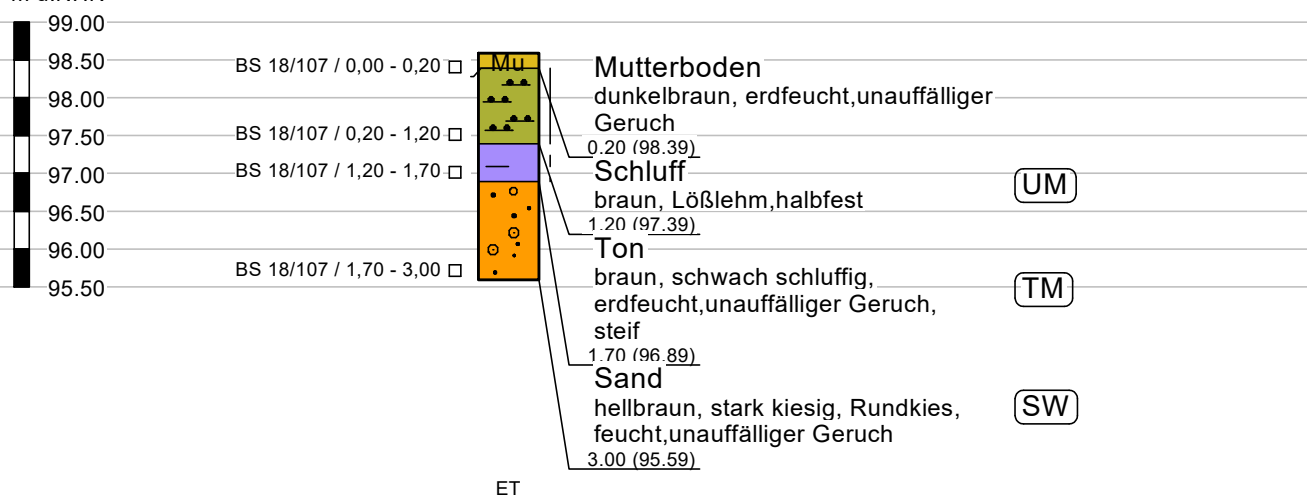 99.00
98.50
98.00
97.50
97.00
96.50
96.00
95.50
BS 18/107 / 0,00 - 0,20
BS 18/107 / 0,20 - 1,20
BS 18/107 / 1,20 - 1,70
BS 18/107 / 1,70 - 3,00
Mu
Mutterboden
dunkelbraun, erdfeucht,unauffälliger
Geruch
0.20 (98.39)
Schluff
braun, Lößlehm,halbfest
1.20 (97.39)
UM
Ton
braun, schwach schluffig,
erdfeucht,unauffälliger Geruch,
steif
1.70 (96.89)
TM
Sand
hellbraun, stark kiesig, Rundkies,
feucht,unauffälliger Geruch
3.00 (95.59)
SW
ET